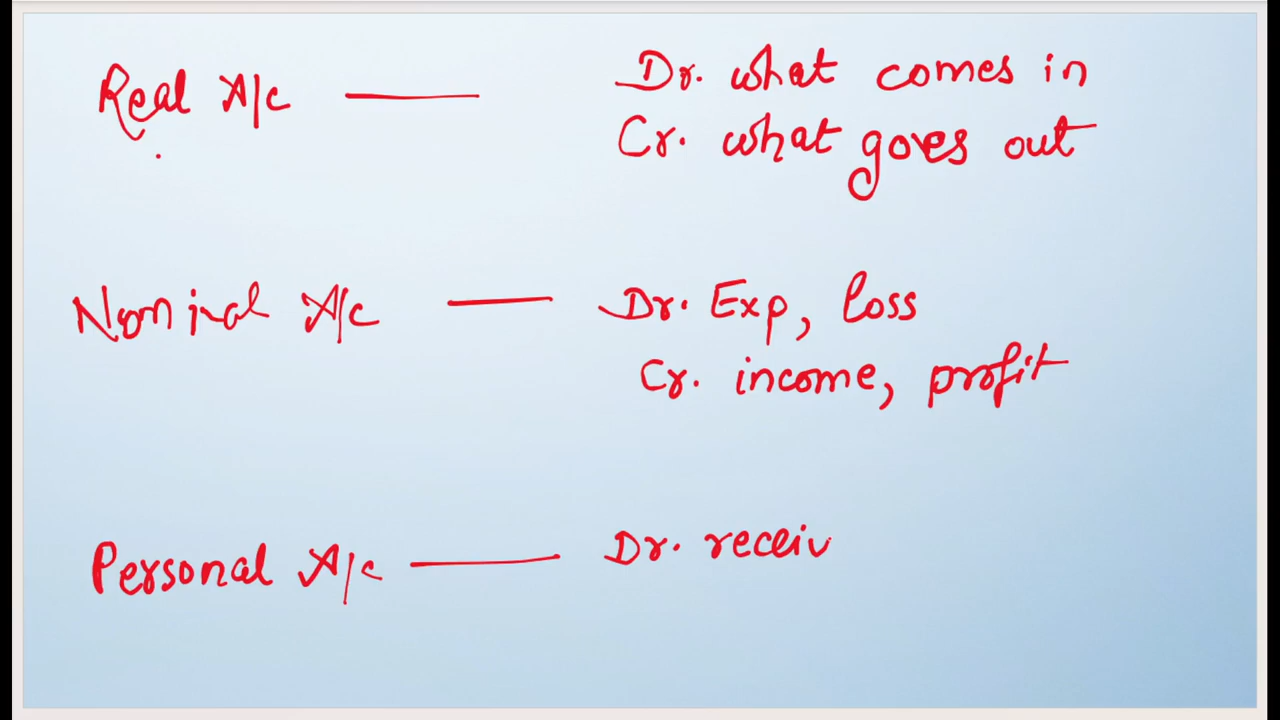 Real A/c — Dr. what comes in
Cr. what goes out
Nominal A/c — Dr. Exp, loss
Cr. income, profit
Personal A/c — Dr. receiv